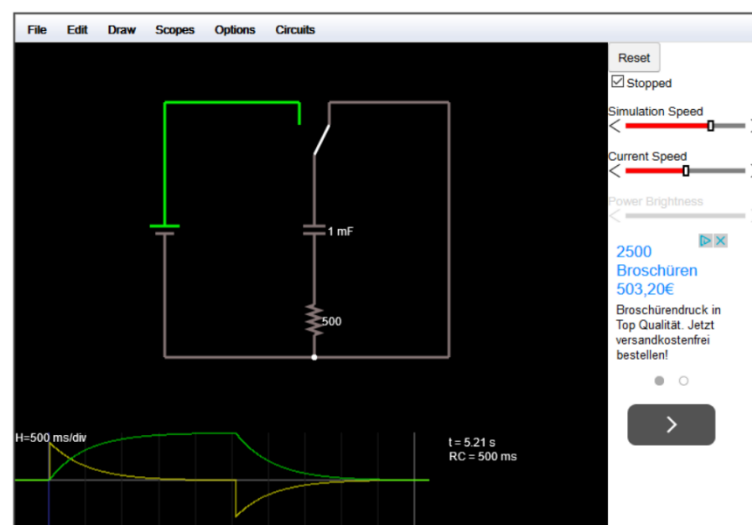 File Edit Draw Scopes Options Circuits
Reset
Stopped
Simulation Speed
Current Speed
Power Brightness
1 mF
500
2500
Broschüren
503,20€
Broschürendruck in
Top Qualität. Jetzt
versandkostenfrei
bestellen!
H=500 ms/div
t = 5.21 s
RC = 500 ms